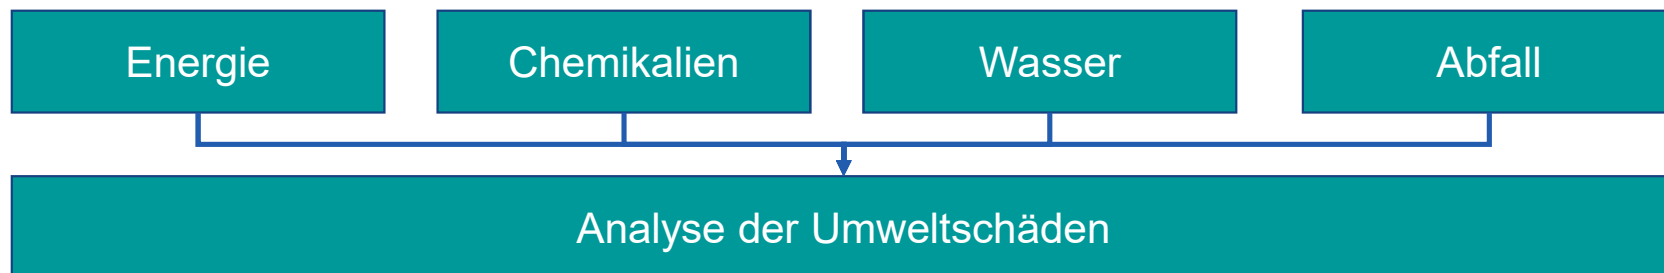 Energie
Chemikalien
Wasser
Abfall
Analyse der Umweltschäden